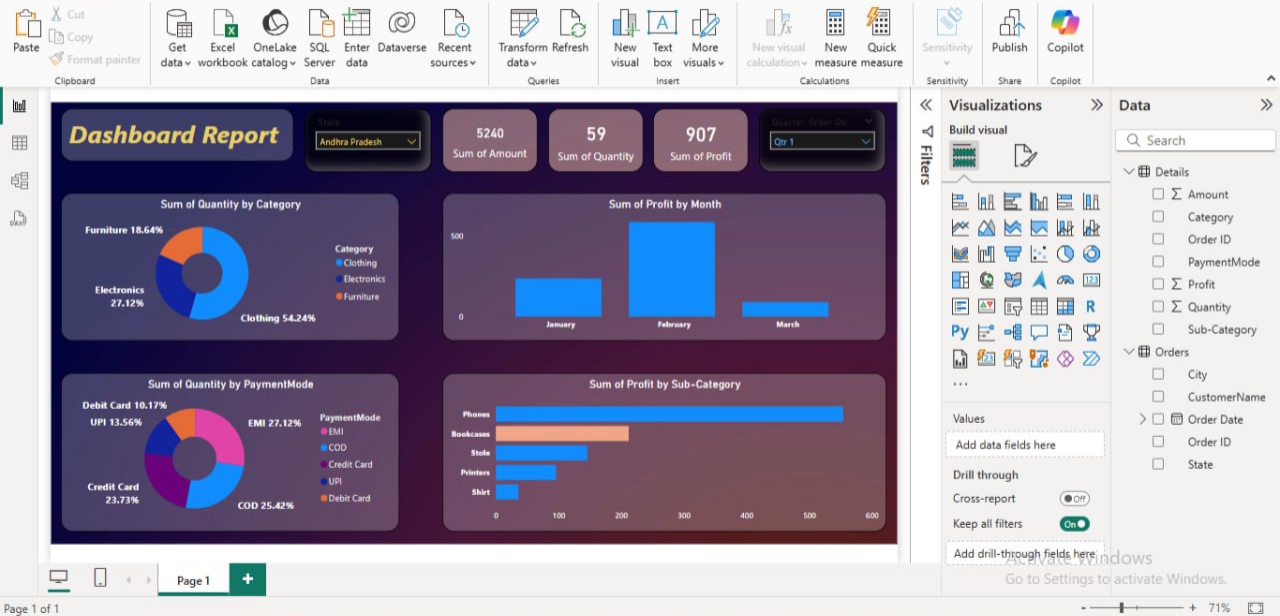 Paste
Cut
Copy
Format painter
Clipboard
Get data
Excel workbook
OneLake catalog
SQL Server
Enter data
Dataverse
Recent sources
Data
Transform data
Refresh
Queries
New visual
Text box
More visuals
Insert
New visual calculation
New measure
Quick measure
Calculations
Sensitivity
Sensitivity
Publish
Share
Copilot
Copilot
Dashboard Report
State
Andhra Pradesh
5240
Sum of Amount
59
Sum of Quantity
907
Sum of Profit
Quarter Order Da...
Qtr 1
Sum of Quantity by Category
Furniture 18.64%
Electronics
27.12%
Clothing 54.24%
Category
Clothing
Electronics
Furniture
Sum of Profit by Month
500
0
January February March
Sum of Quantity by PaymentMode
Debit Card 10.17%
UPI 13.56%
EMI 27.12%
Credit Card
23.73%
COD 25.42%
PaymentMode
EMI
COD
Credit Card
UPI
Debit Card
Sum of Profit by Sub-Category
Phones
Bookcases
Stole
Printers
Shirt
0 100 200 300 400 500 600
Filters
Visualizations
Build visual
123
R
Py
123
...
Values
Add data fields here
Drill through
Cross-report
Off
Keep all filters
On
Add drill-through fields here
Data
Search
Details
Σ Amount
Category
Order ID
PaymentMode
Σ Profit
Σ Quantity
Sub-Category
Orders
City
CustomerName
Order Date
Order ID
State
Activate Windows
Go to Settings to activate Windows.
Page 1
+
Page 1 of 1
- + 71%